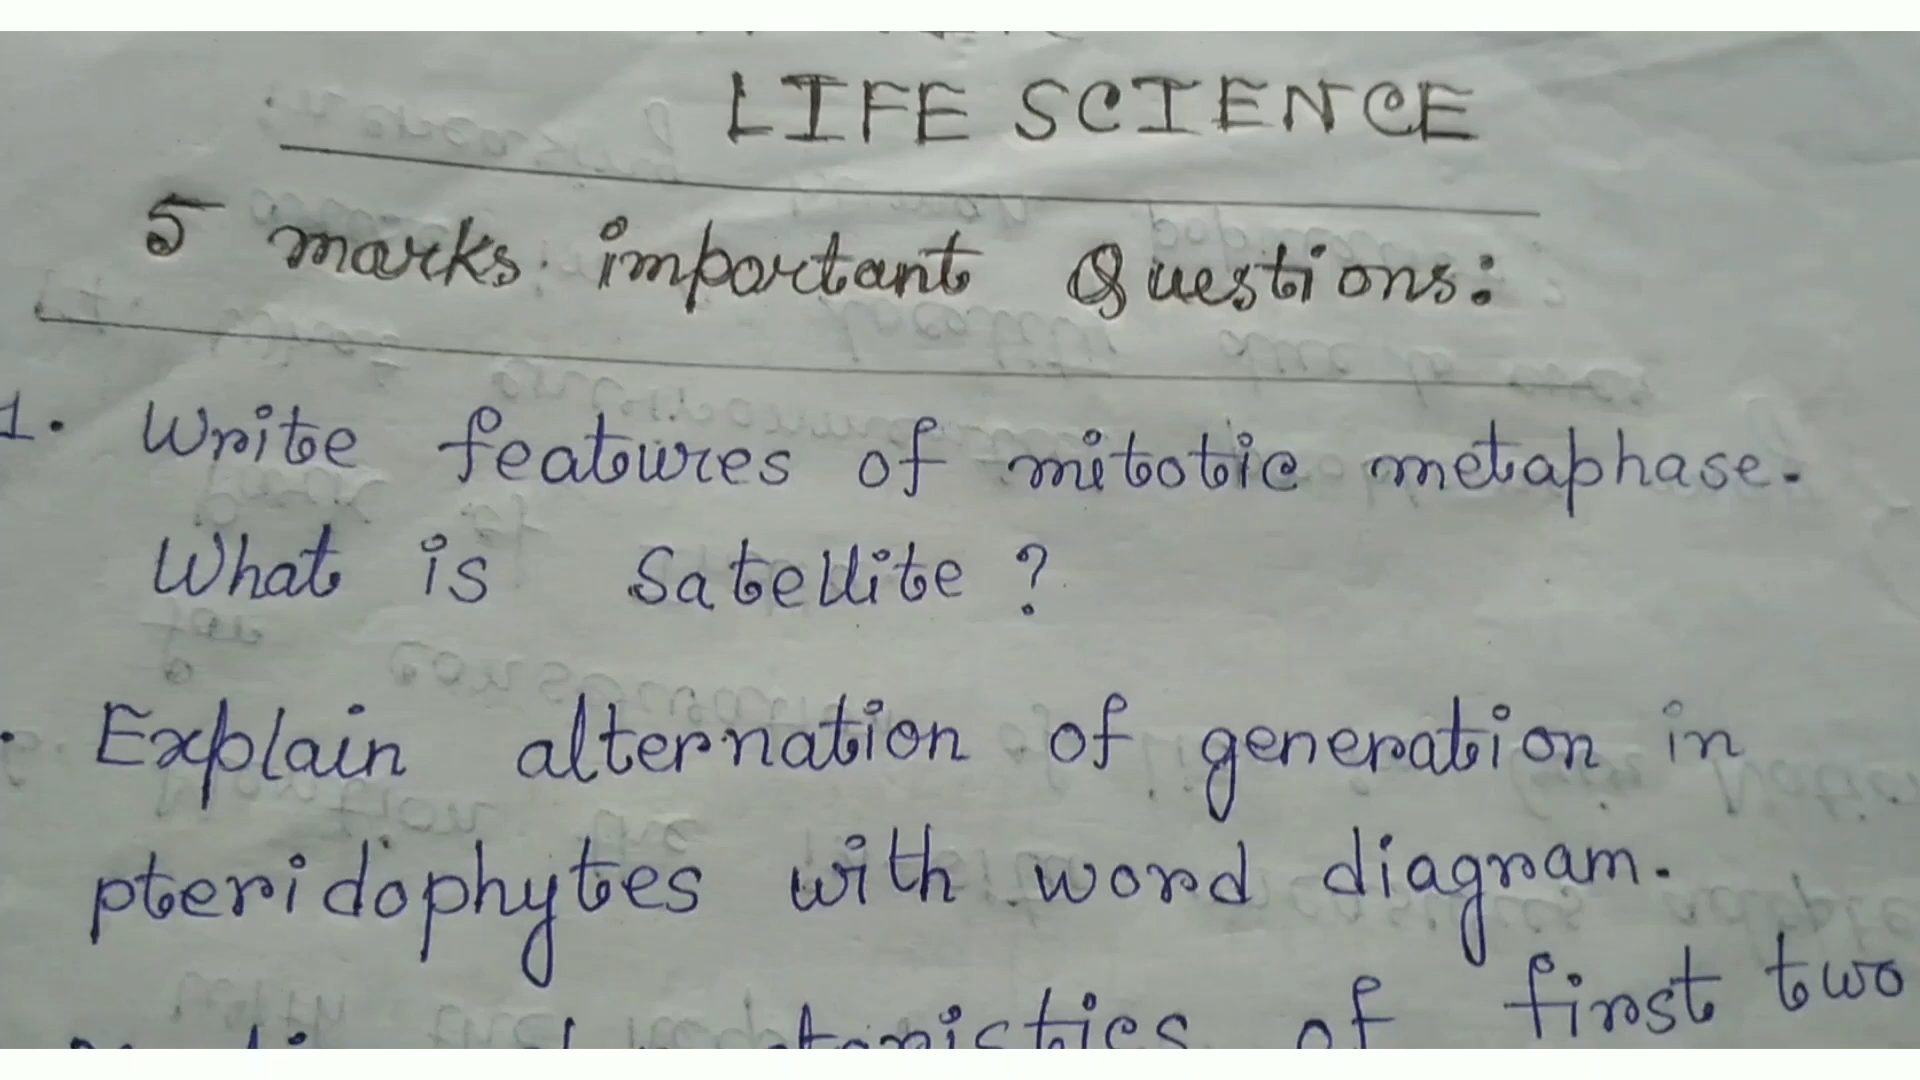 LIFE SCIENCE
5 marks important Questions:
1. Write features of mitotic metaphase.
What is Satellite ?
. Explain alternation of generation in
pteridophytes with word diagram.
of first two